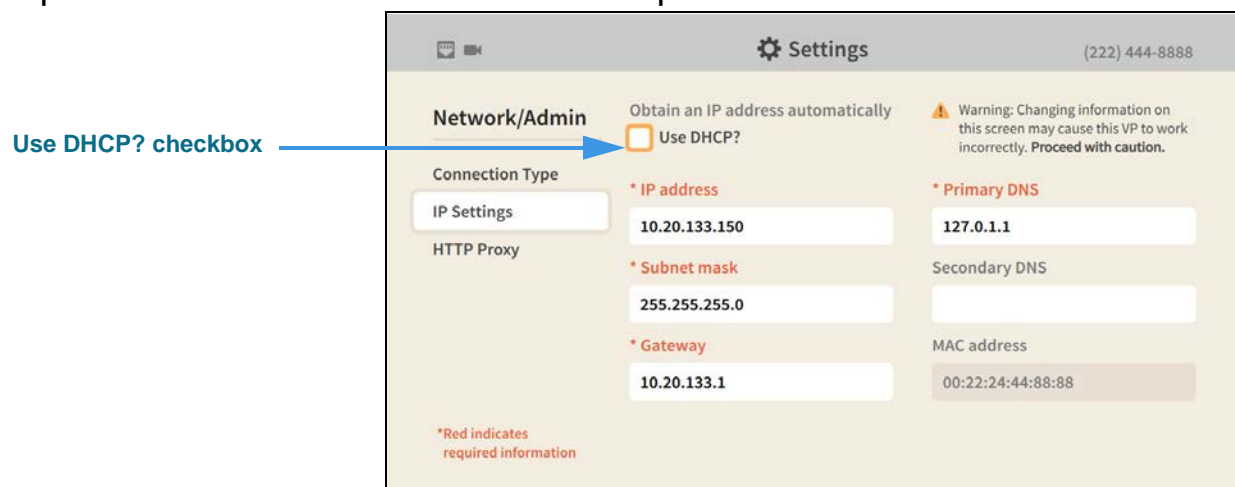 Use DHCP? checkbox
Settings
(222) 444-8888
Network/Admin
Connection Type
IP Settings
HTTP Proxy
*Red indicates
required information
Obtain an IP address automatically
Use DHCP?
* IP address
10.20.133.150
* Subnet mask
255.255.255.0
* Gateway
10.20.133.1
Warning: Changing information on
this screen may cause this VP to work
incorrectly. Proceed with caution.
* Primary DNS
127.0.1.1
Secondary DNS
MAC address
00:22:24:44:88:88